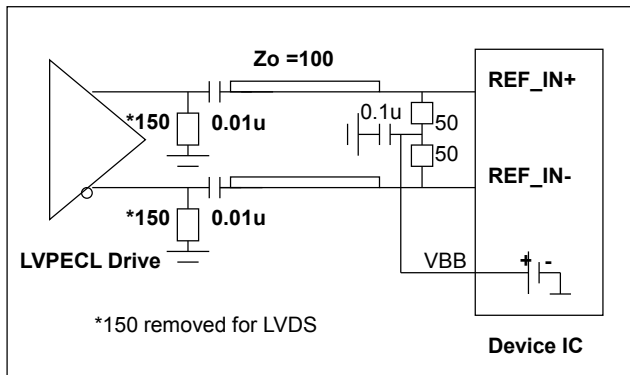 Zo =100
REF_IN+
0.1u
*150
0.01u
50
50
REF_IN-
*150
0.01u
+
-
LVPECL Drive
VBB
*150 removed for LVDS
Device IC